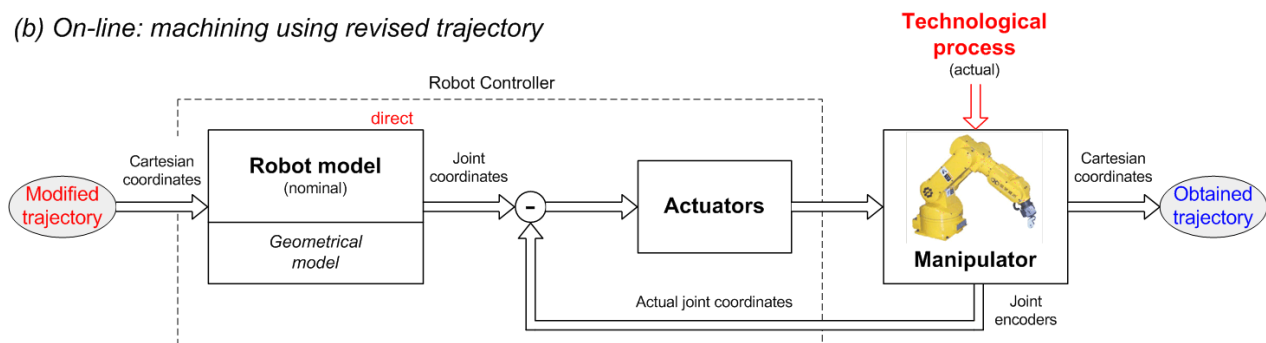 (b) On-line: machining using revised trajectory
Technological
process
(actual)
Robot Controller
direct
Cartesian
coordinates
Robot model
(nominal)
Joint
coordinates
Cartesian
coordinates
Modified
trajectory
-
Actuators
Obtained
trajectory
Geometrical
model
Manipulator
Actual joint coordinates
Joint
encoders